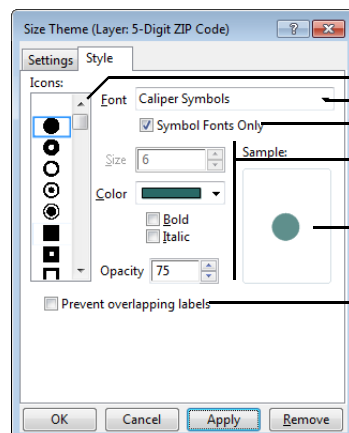 Size Theme (Layer: 5-Digit ZIP Code)
Settings Style
Icons:
Font Caliper Symbols
Symbol Fonts Only
Size 6
Sample:
Color
Bold
Italic
Opacity 75
Prevent overlapping labels
OK Cancel Apply Remove